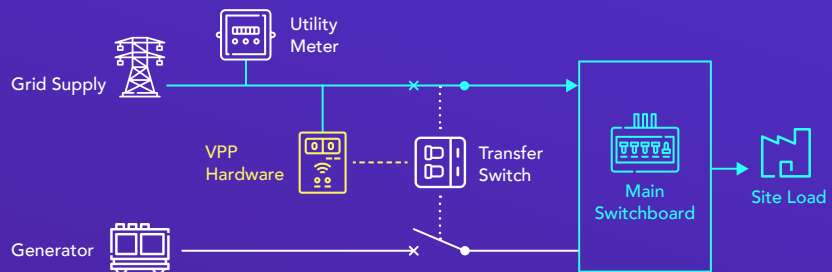 Utility
Meter
Grid Supply
VPP
Hardware
Transfer
Switch
Main
Switchboard
Site Load
Generator